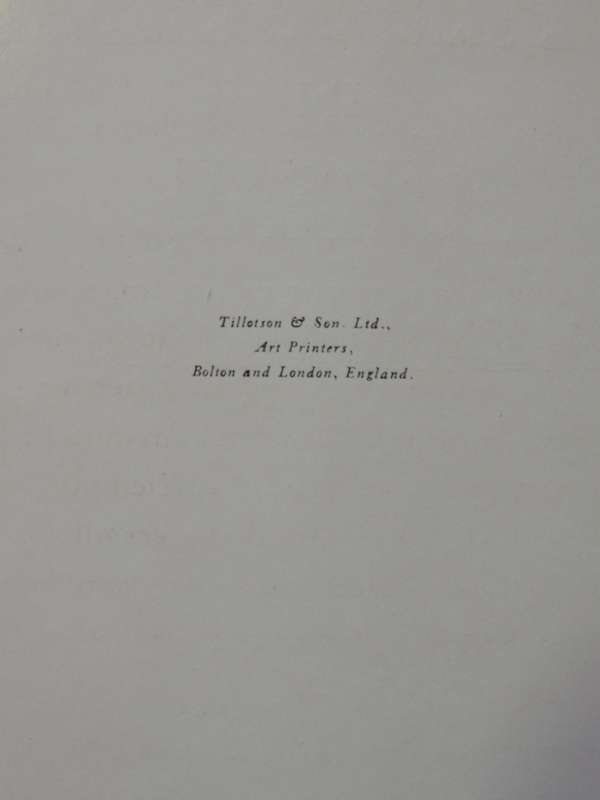 Tillotson & Son. Ltd.,
Art Printers,
Bolton and London, England.